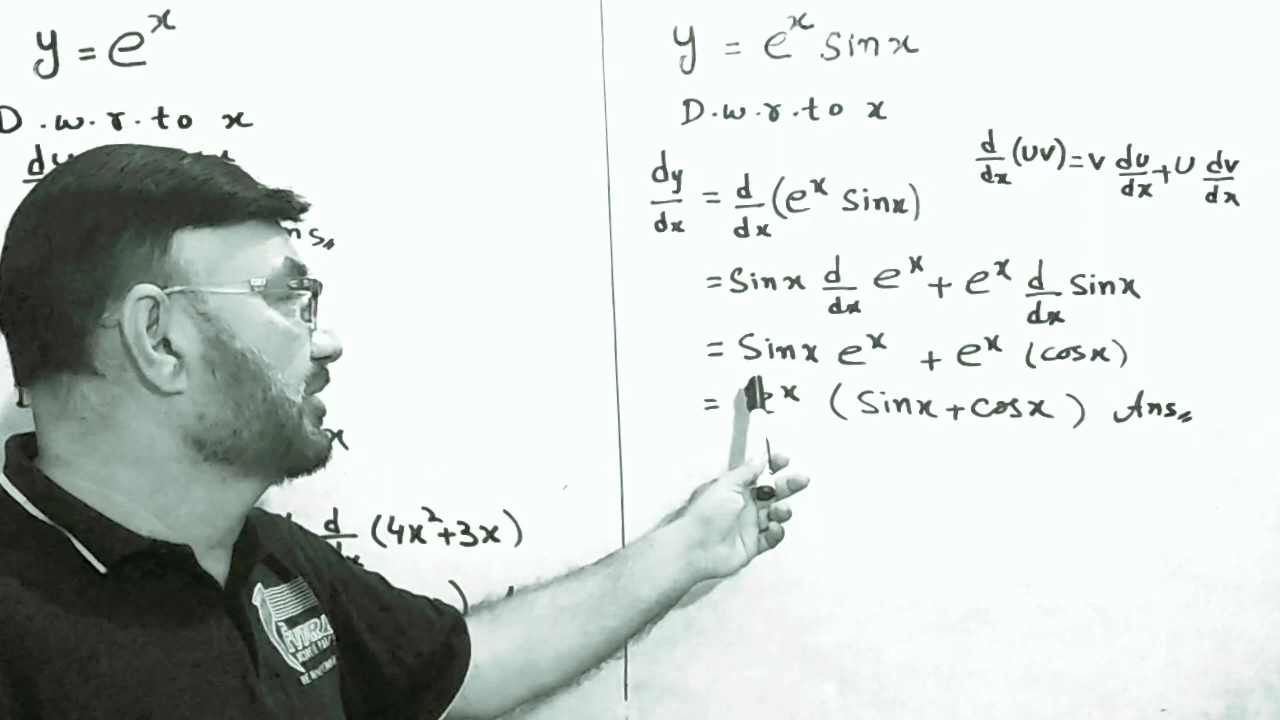 y = e^x
D.w.r.to x
d
(4x²+3x)
y = e^x Sinx
D.w.r.to x
d/dx (UV) = V du/dx + U dv/dx
dy/dx = d/dx (e^x Sinx)
= Sinx d/dx e^x + e^x d/dx Sinx
= Sinx e^x + e^x (cosx)
= e^x (Sinx + cosx) Ans